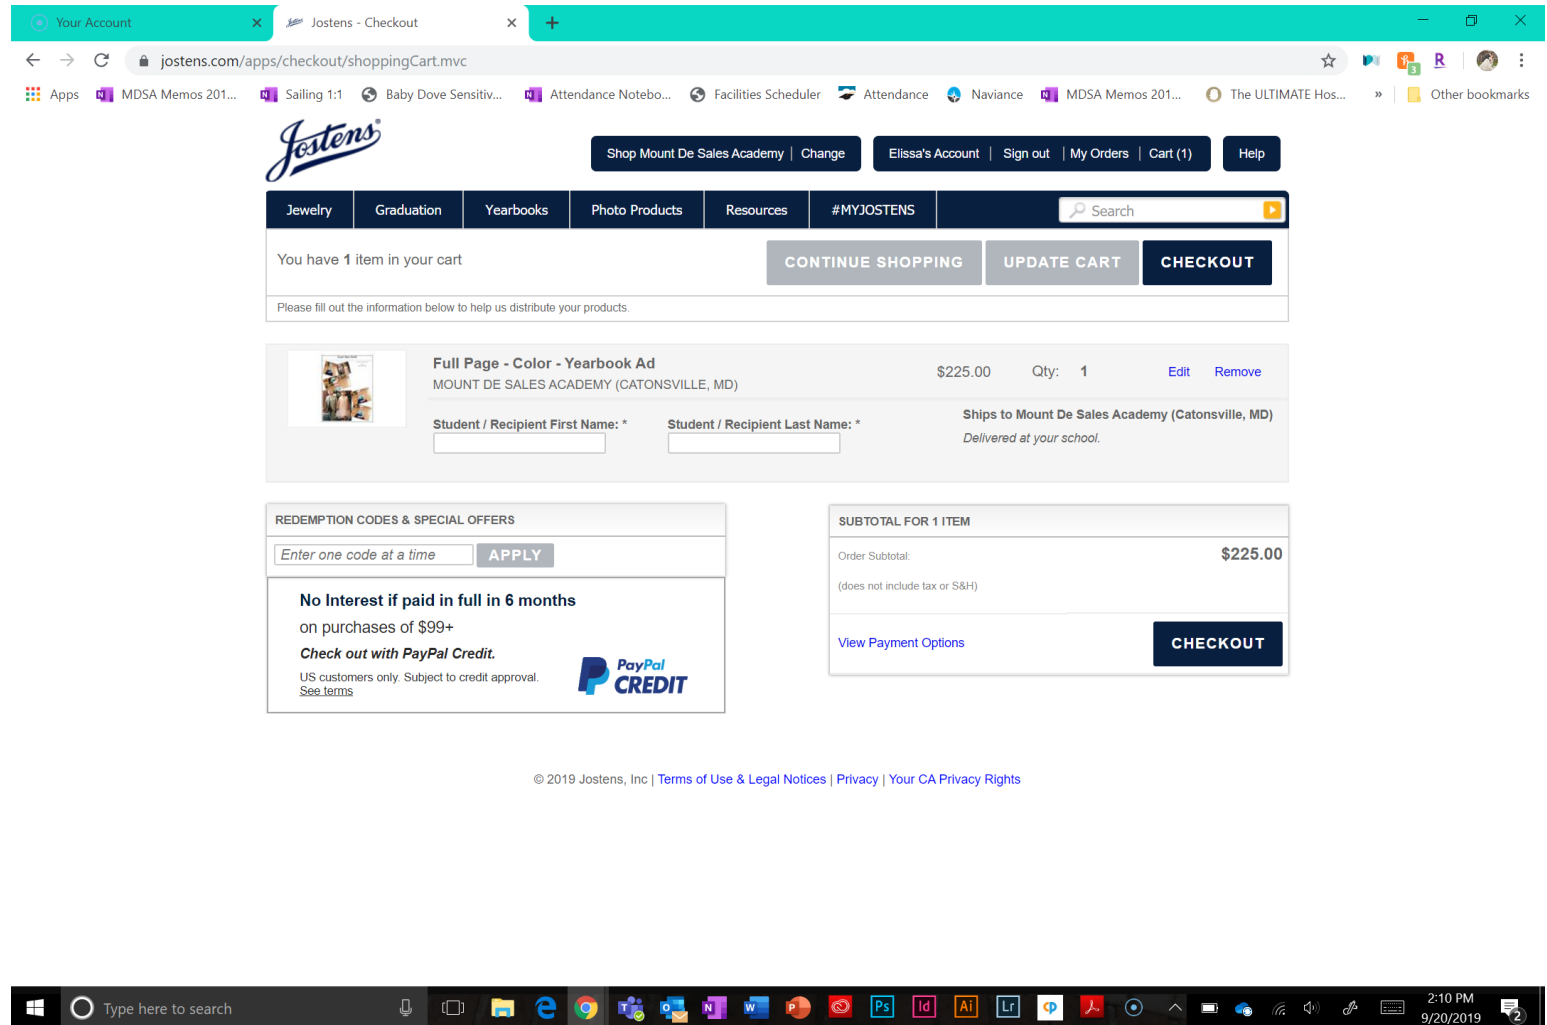 Your Account
Jostens - Checkout
jostens.com/apps/checkout/shoppingCart.mvc
3
R
Apps
MDSA Memos 201...
Sailing 1:1
Baby Dove Sensitiv...
Attendance Notebo...
Facilities Scheduler
Attendance
Naviance
MDSA Memos 201...
The ULTIMATE Hos...
»
Other bookmarks
Jostens
Shop Mount De Sales Academy | Change
Elissa's Account | Sign out | My Orders | Cart (1)
Help
Jewelry
Graduation
Yearbooks
Photo Products
Resources
#MYJOSTENS
Search
You have 1 item in your cart
CONTINUE SHOPPING
UPDATE CART
CHECKOUT
Please fill out the information below to help us distribute your products.
Full Page - Color - Yearbook Ad
MOUNT DE SALES ACADEMY (CATONSVILLE, MD)
$225.00
Qty: 1
Edit
Remove
Student / Recipient First Name: *
Student / Recipient Last Name: *
Ships to Mount De Sales Academy (Catonsville, MD)
Delivered at your school.
REDEMPTION CODES & SPECIAL OFFERS
Enter one code at a time
APPLY
No Interest if paid in full in 6 months
on purchases of $99+
Check out with PayPal Credit.
US customers only. Subject to credit approval.
See terms
PayPal
CREDIT
SUBTOTAL FOR 1 ITEM
Order Subtotal:
$225.00
(does not include tax or S&H)
View Payment Options
CHECKOUT
© 2019 Jostens, Inc | Terms of Use & Legal Notices | Privacy | Your CA Privacy Rights
Type here to search
Ps
Id
Ai
Lr
2:10 PM
9/20/2019
2